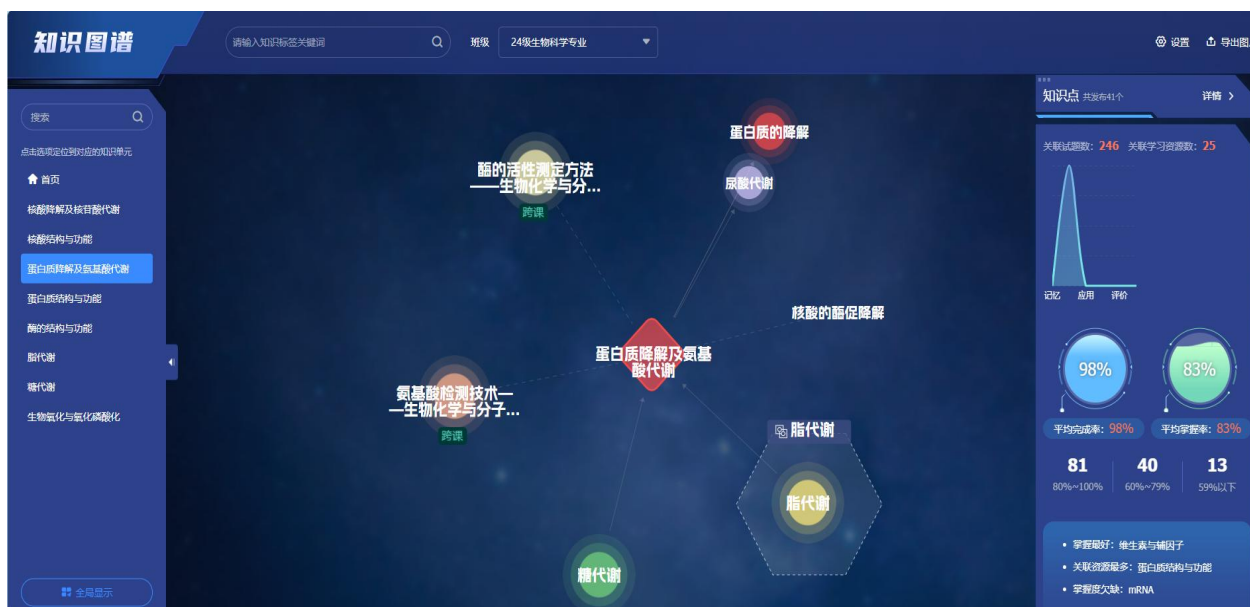 知识图谱
请输入知识标签关键词
班级
24级生物科学专业
设置
导出图
搜索
点击选项定位到对应的知识单元
首页
核酸降解及核苷酸代谢
核酸结构与功能
蛋白质降解及氨基酸代谢
蛋白质结构与功能
酶的结构与功能
脂代谢
糖代谢
生物氧化与氧化磷酸化
全局显示
酶的活性测定方法
——生物化学与分...
跨课
蛋白质的降解
尿酸代谢
核酸的酶促降解
蛋白质降解及氨基
酸代谢
氨基酸检测技术—
—生物化学与分子...
跨课
脂代谢
脂代谢
糖代谢
知识点 共发布41个
详情 >
关联试题数：246 关联学习资源数：25
记忆 应用 评价
98%
83%
平均完成率：98%
平均掌握率：83%
81
40
13
80%~100%
60%~79%
59%以下
• 掌握最好：维生素与辅因子
• 关联资源最多：蛋白质结构与功能
• 掌握度欠缺：mRNA